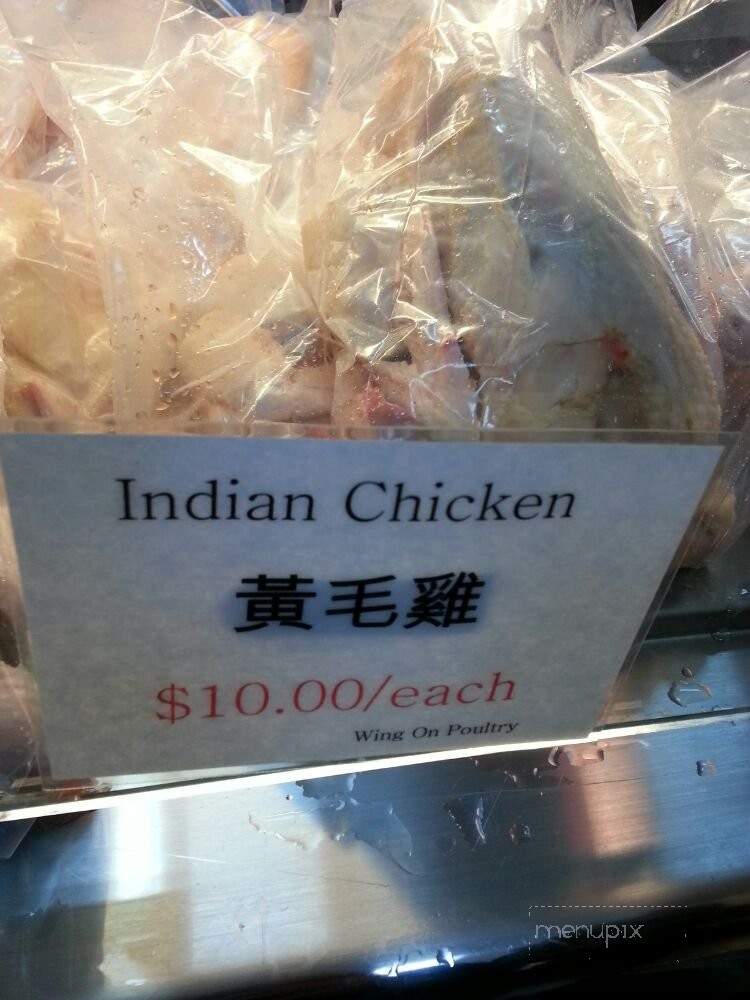 Indian Chicken
黃毛雞
$10.00/each
Wing On Poultry
menupix